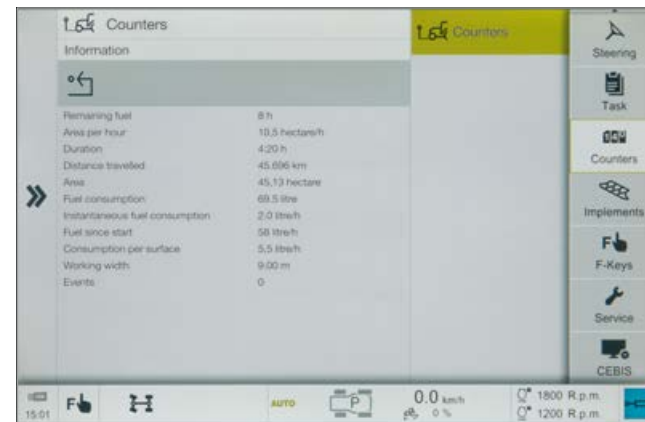 Counters
Information
Remaining fuel 8 h
Area per hour 10,5 hectare/h
Duration 4:20 h
Distance travelled 45.696 km
Area 45,13 hectare
Fuel consumption 69.5 litre
Instantaneous fuel consumption 2.0 litre/h
Fuel since start 58 litre/h
Consumption per surface 5.5 litre/h
Working width 9.00 m
Events 0
Counters
Steering
Task
Counters
Implements
F
F-Keys
Service
CEBIS
15:01
F
AUTO
P
0.0 km/h
0 %
1800 R.p.m.
1200 R.p.m.